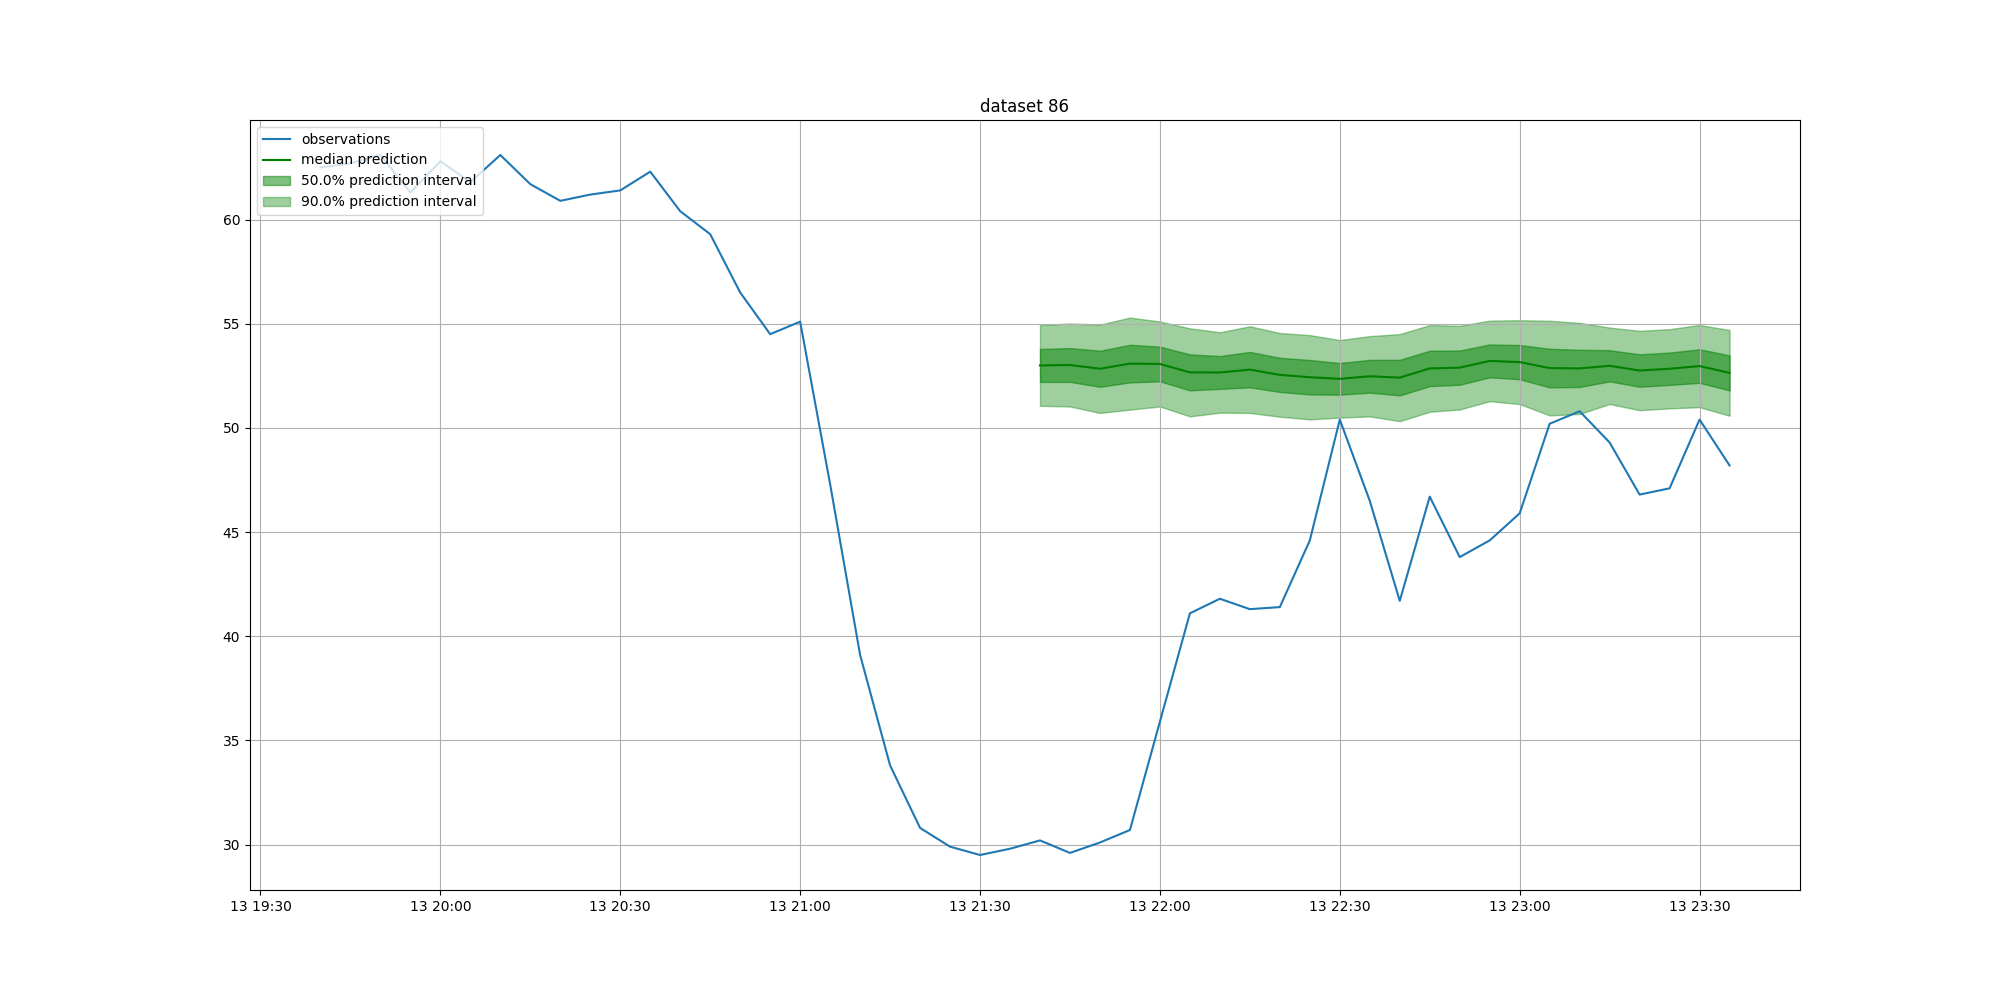 dataset 86
observations
median prediction
50.0% prediction interval
90.0% prediction interval
60
55
50
45
40
35
30
13 19:30 13 20:00 13 20:30 13 21:00 13 21:30 13 22:00 13 22:30 13 23:00 13 23:30